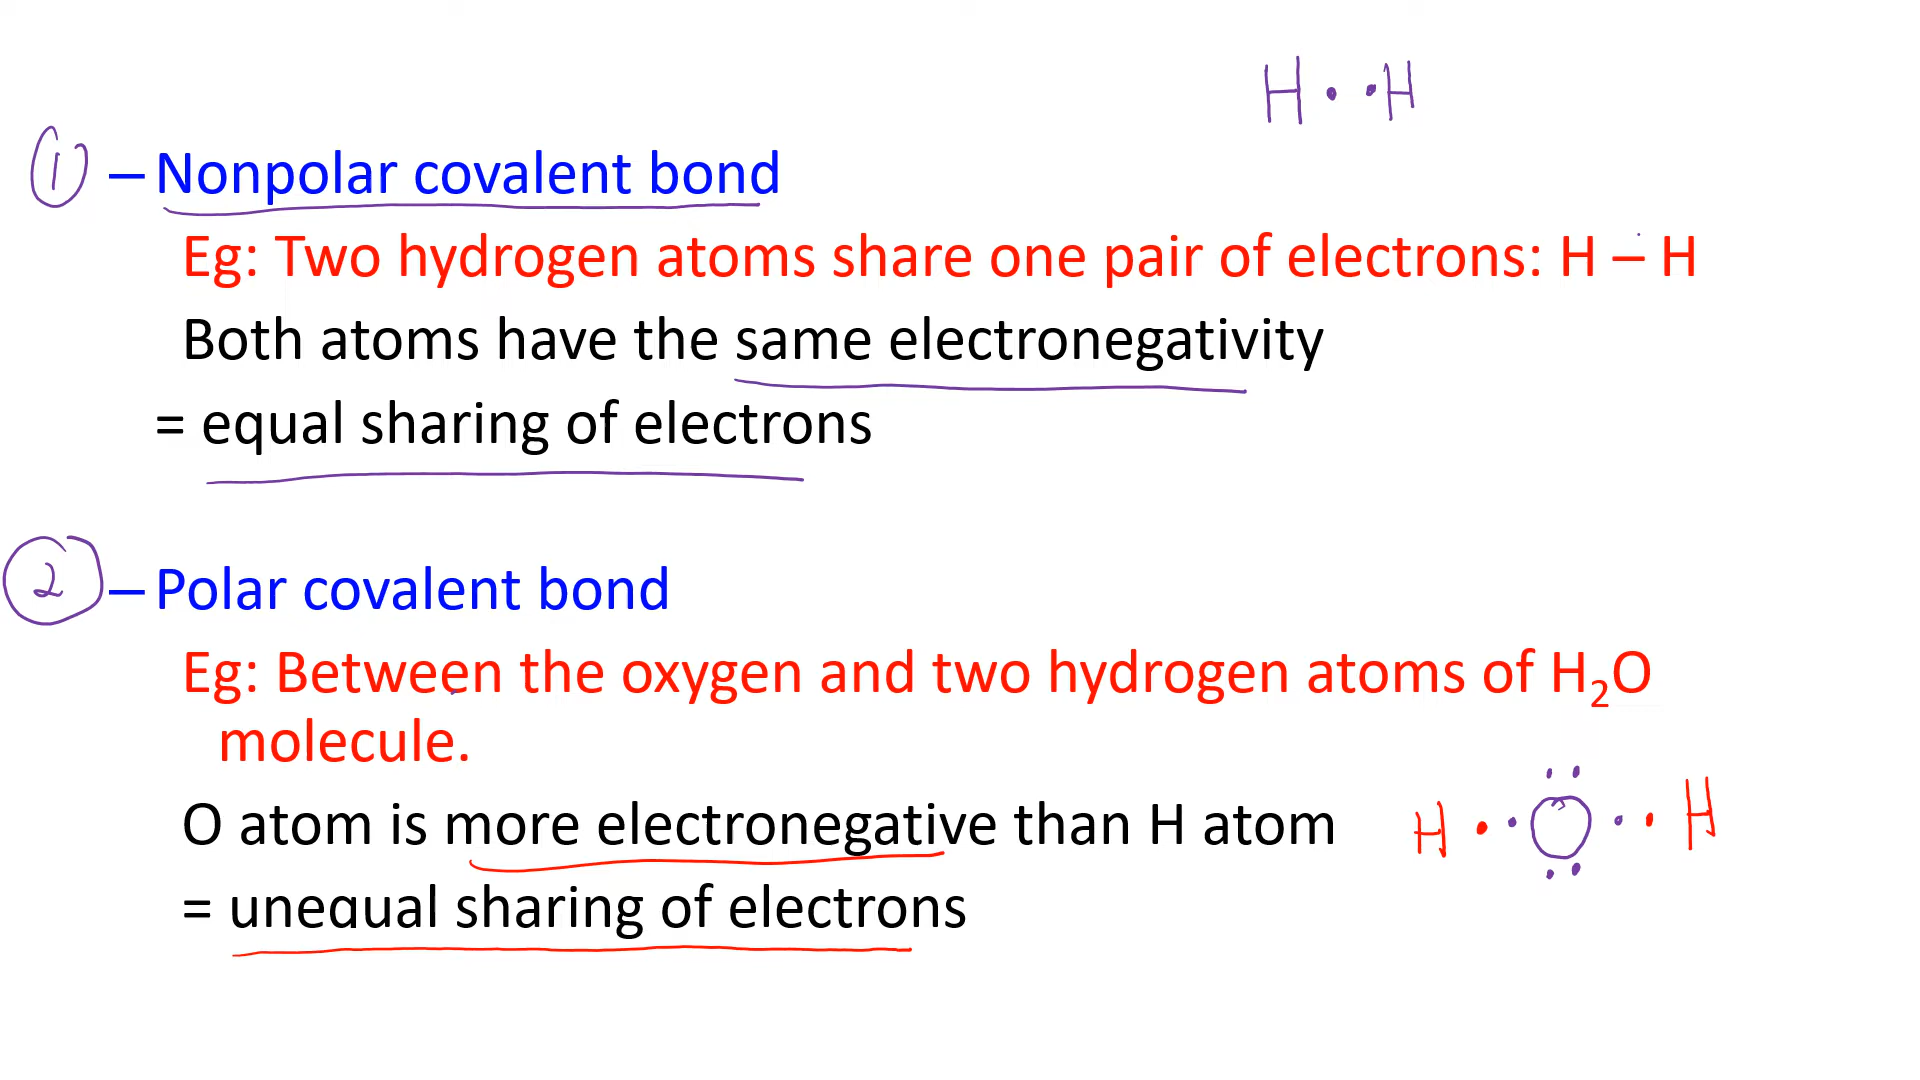 H • • H
① – Nonpolar covalent bond
Eg: Two hydrogen atoms share one pair of electrons: H – H
Both atoms have the same electronegativity
= equal sharing of electrons
② – Polar covalent bond
Eg: Between the oxygen and two hydrogen atoms of H₂O
molecule.
O atom is more electronegative than H atom
H • • O • • H
= unequal sharing of electrons